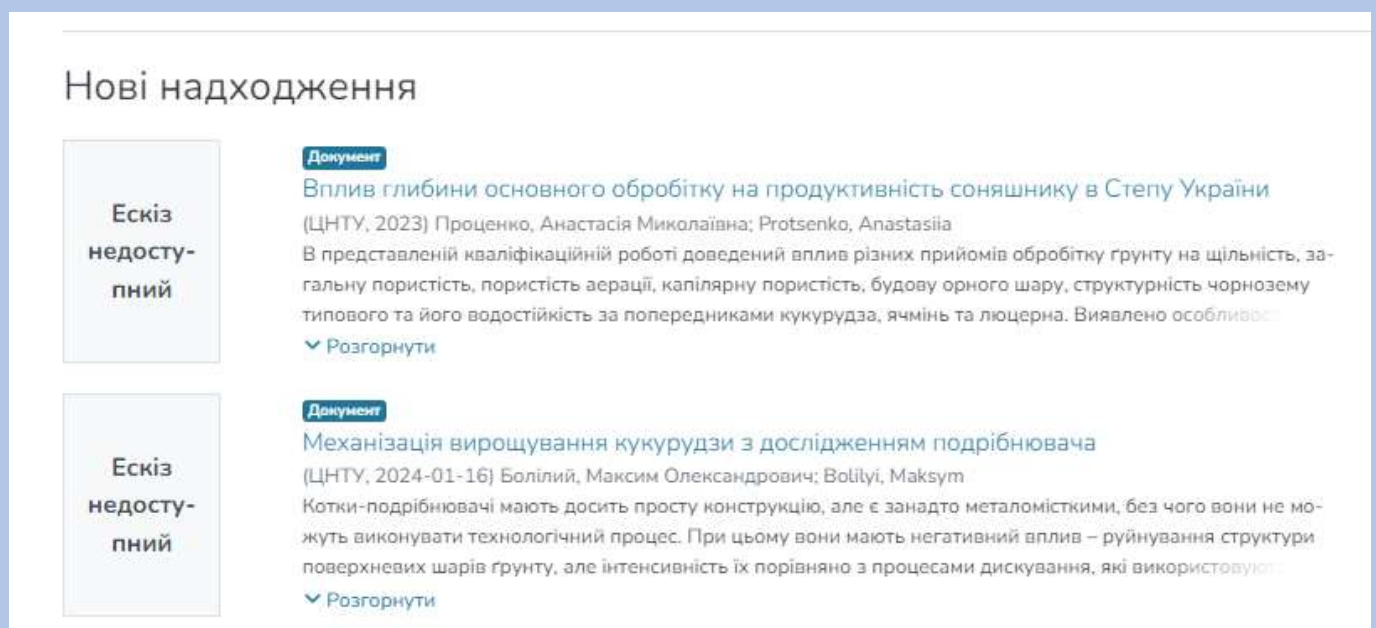 Нові надходження
Ескіз
недосту-
пний
Документ
Вплив глибини основного обробітку на продуктивність соняшнику в Степу України
(ЦНТУ, 2023) Проценко, Анастасія Миколаївна; Protsenko, Anastasiia
В представленій кваліфікаційній роботі доведений вплив різних прийомів обробітку ґрунту на щільність, за-
гальну пористість, пористість аерації, капілярну пористість, будову орного шару, структурність чорнозему
типового та його водостійкість за попередниками кукурудза, ячмінь та люцерна. Виявлено
Розгорнути
Ескіз
недосту-
пний
Документ
Механізація вирощування кукурудзи з дослідженням подрібнювача
(ЦНТУ, 2024-01-16) Болілий, Максим Олександрович; Bolilyi, Maksym
Котки-подрібнювачі мають досить просту конструкцію, але є занадто металомісткими, без чого вони не мо-
жуть виконувати технологічний процес. При цьому вони мають негативний вплив – руйнування структури
поверхневих шарів ґрунту, але інтенсивність їх порівняно з процесами дискування, які
Розгорнути